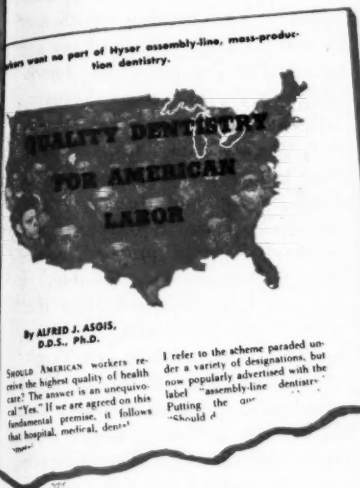 want no part of Hyser assembly-line, mass-produc-
tion dentistry.
QUALITY DENTISTRY
FOR AMERICAN
LABOR
By ALFRED J. ASGIS,
D.D.S., Ph.D.
SHOULD AMERICAN workers re-
ceive the highest quality of health
care? The answer is an unequivo-
cal "Yes." If we are agreed on this
fundamental premise, it follows
that hospital, medical, dental
I refer to the scheme paraded un-
der a variety of designations, but
now popularly advertised with the
label "assembly-line dentistry"
Putting the
"Should